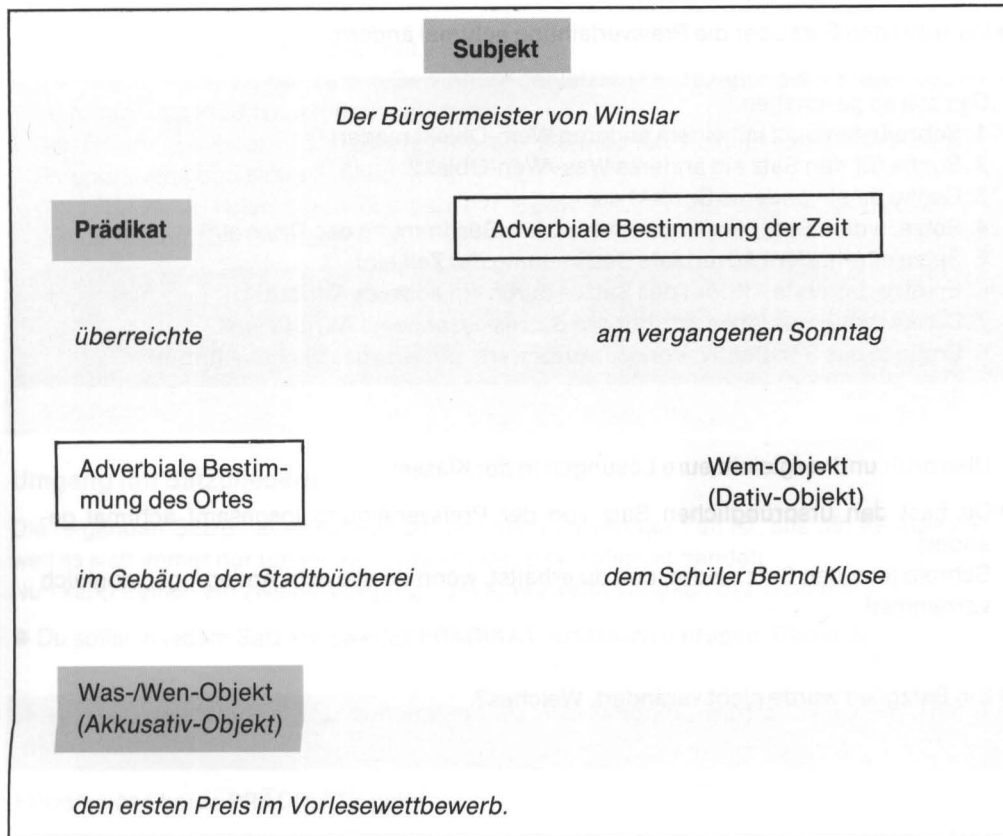 Subjekt
Der Bürgermeister von Winslar
Prädikat
Adverbiale Bestimmung der Zeit
überreichte
am vergangenen Sonntag
Adverbiale Bestim-
mung des Ortes
Wem-Objekt
(Dativ-Objekt)
im Gebäude der Stadtbücherei
dem Schüler Bernd Klose
Was-/Wen-Objekt
(Akkusativ-Objekt)
den ersten Preis im Vorlesewettbewerb.